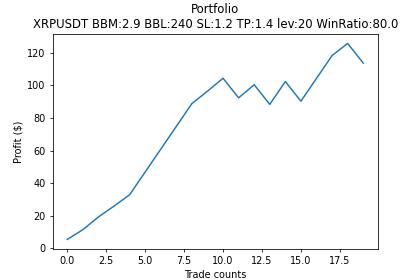 Portfolio
XRPUSDT BBM:2.9 BBL:240 SL:1.2 TP:1.4 lev:20 WinRatio:80.0
120
100
80
60
40
20
0
Profit ($)
0.0 2.5 5.0 7.5 10.0 12.5 15.0 17.5
Trade counts